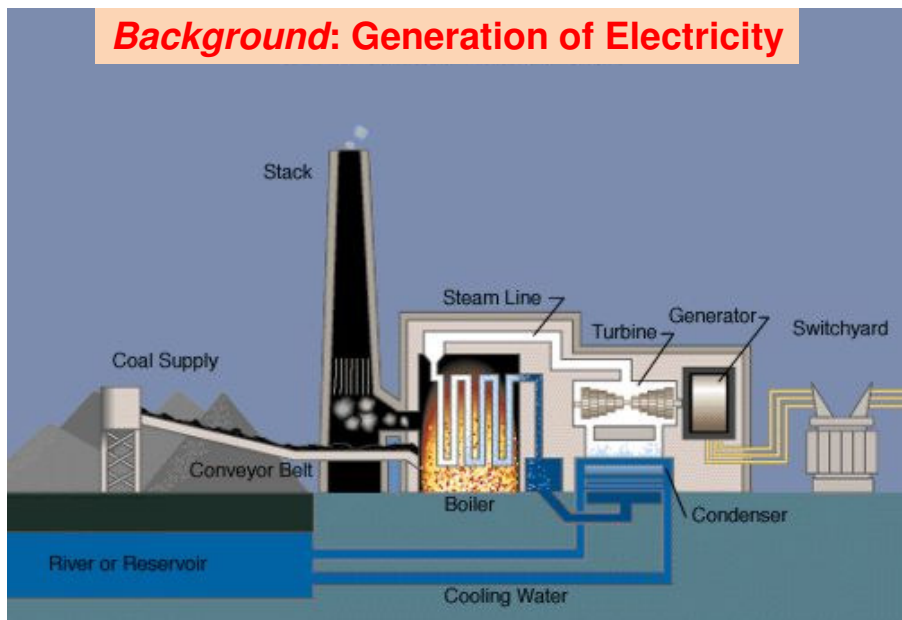 Background: Generation of Electricity
Stack
Steam Line
Generator
Turbine
Switchyard
Coal Supply
Conveyor Belt
Boiler
Condenser
River or Reservoir
Cooling Water